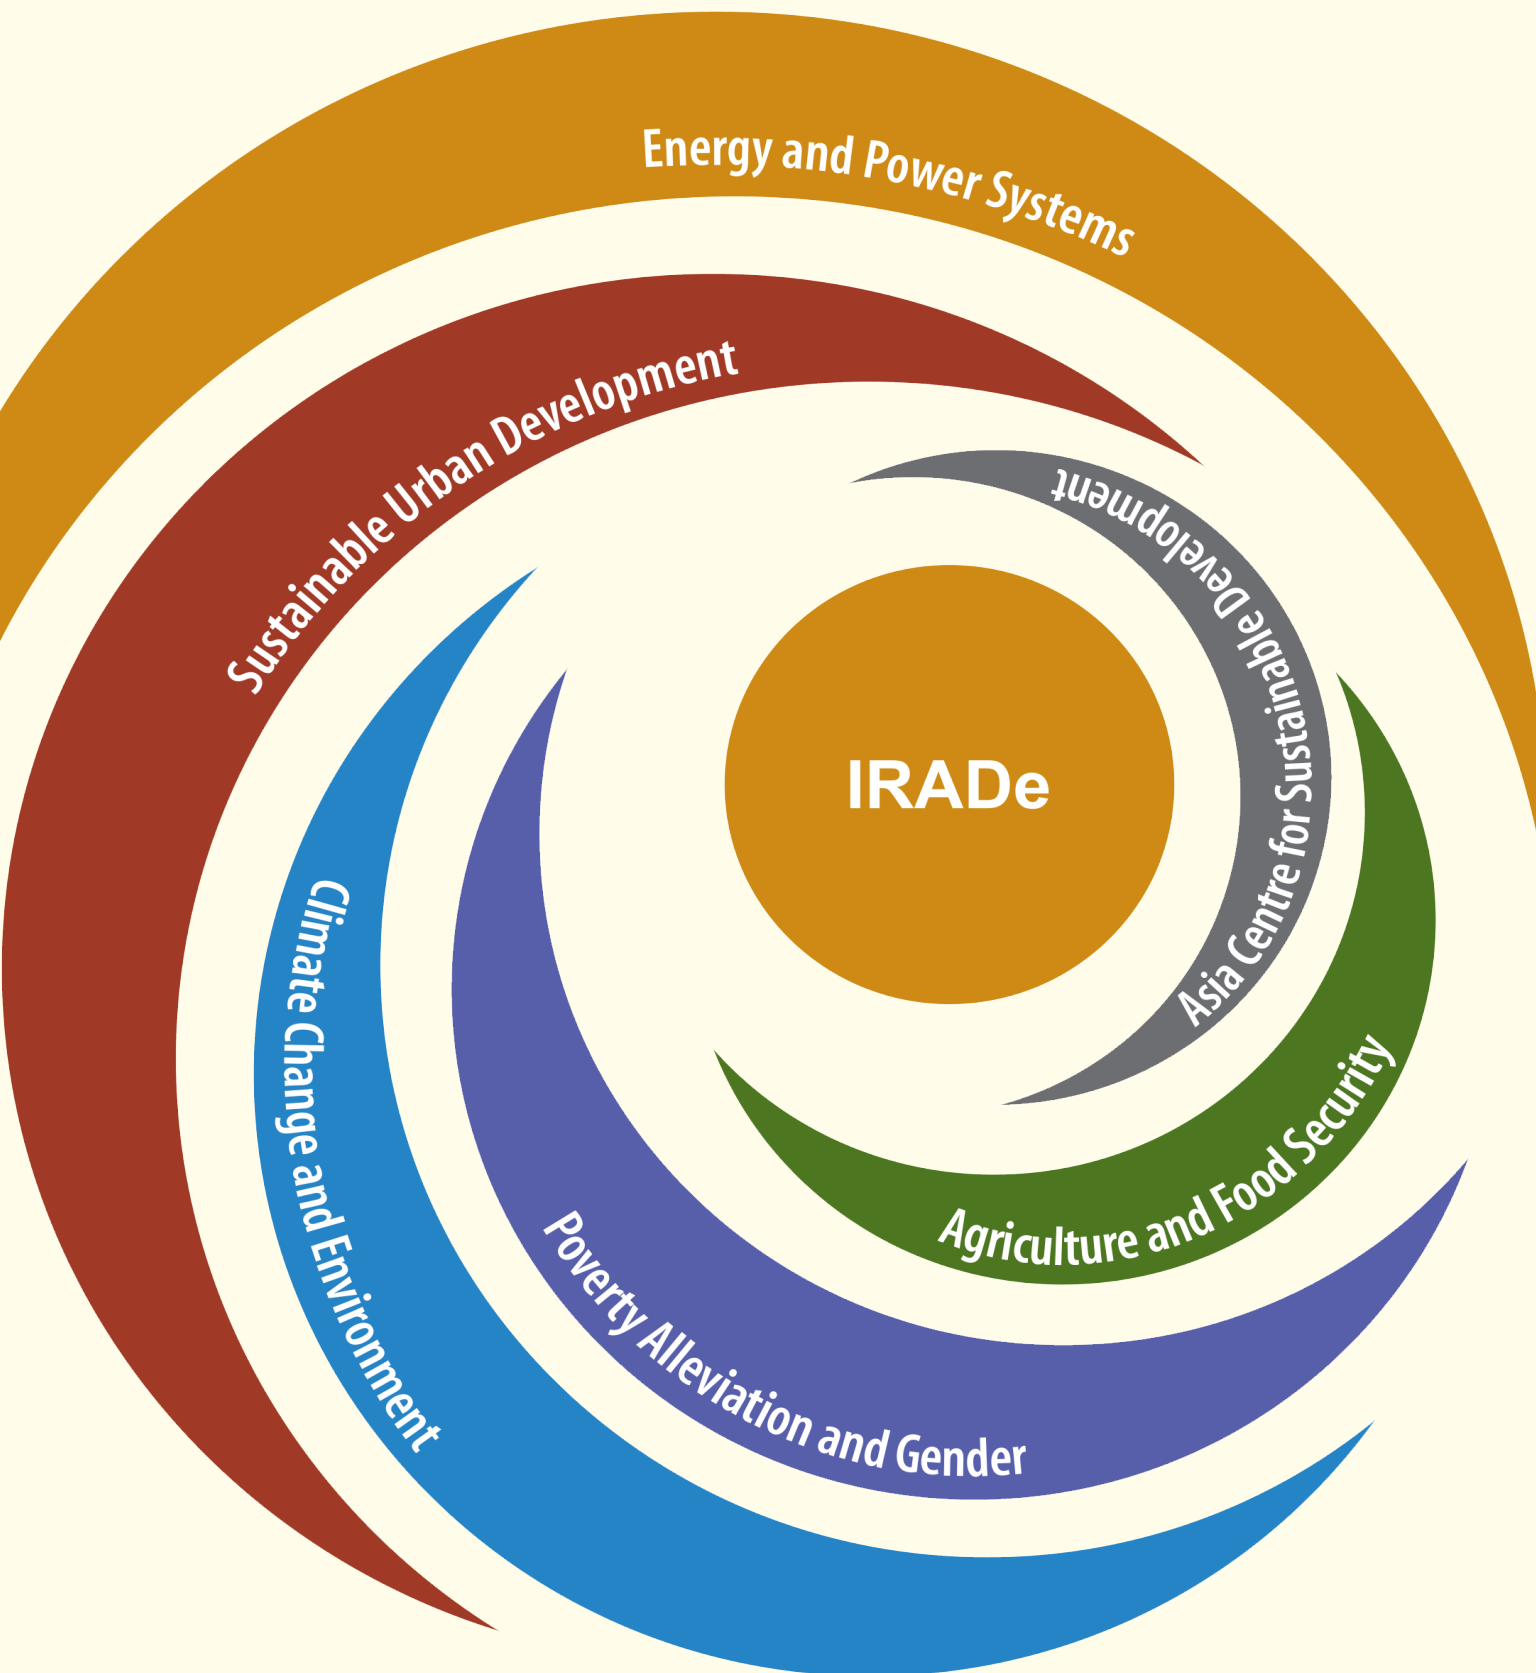 Energy and Power Systems
Sustainable Urban Development
Asia Centre for Sustainable Development
IRADe
Climate Change and Environment
Agriculture and Food Security
Poverty Alleviation and Gender